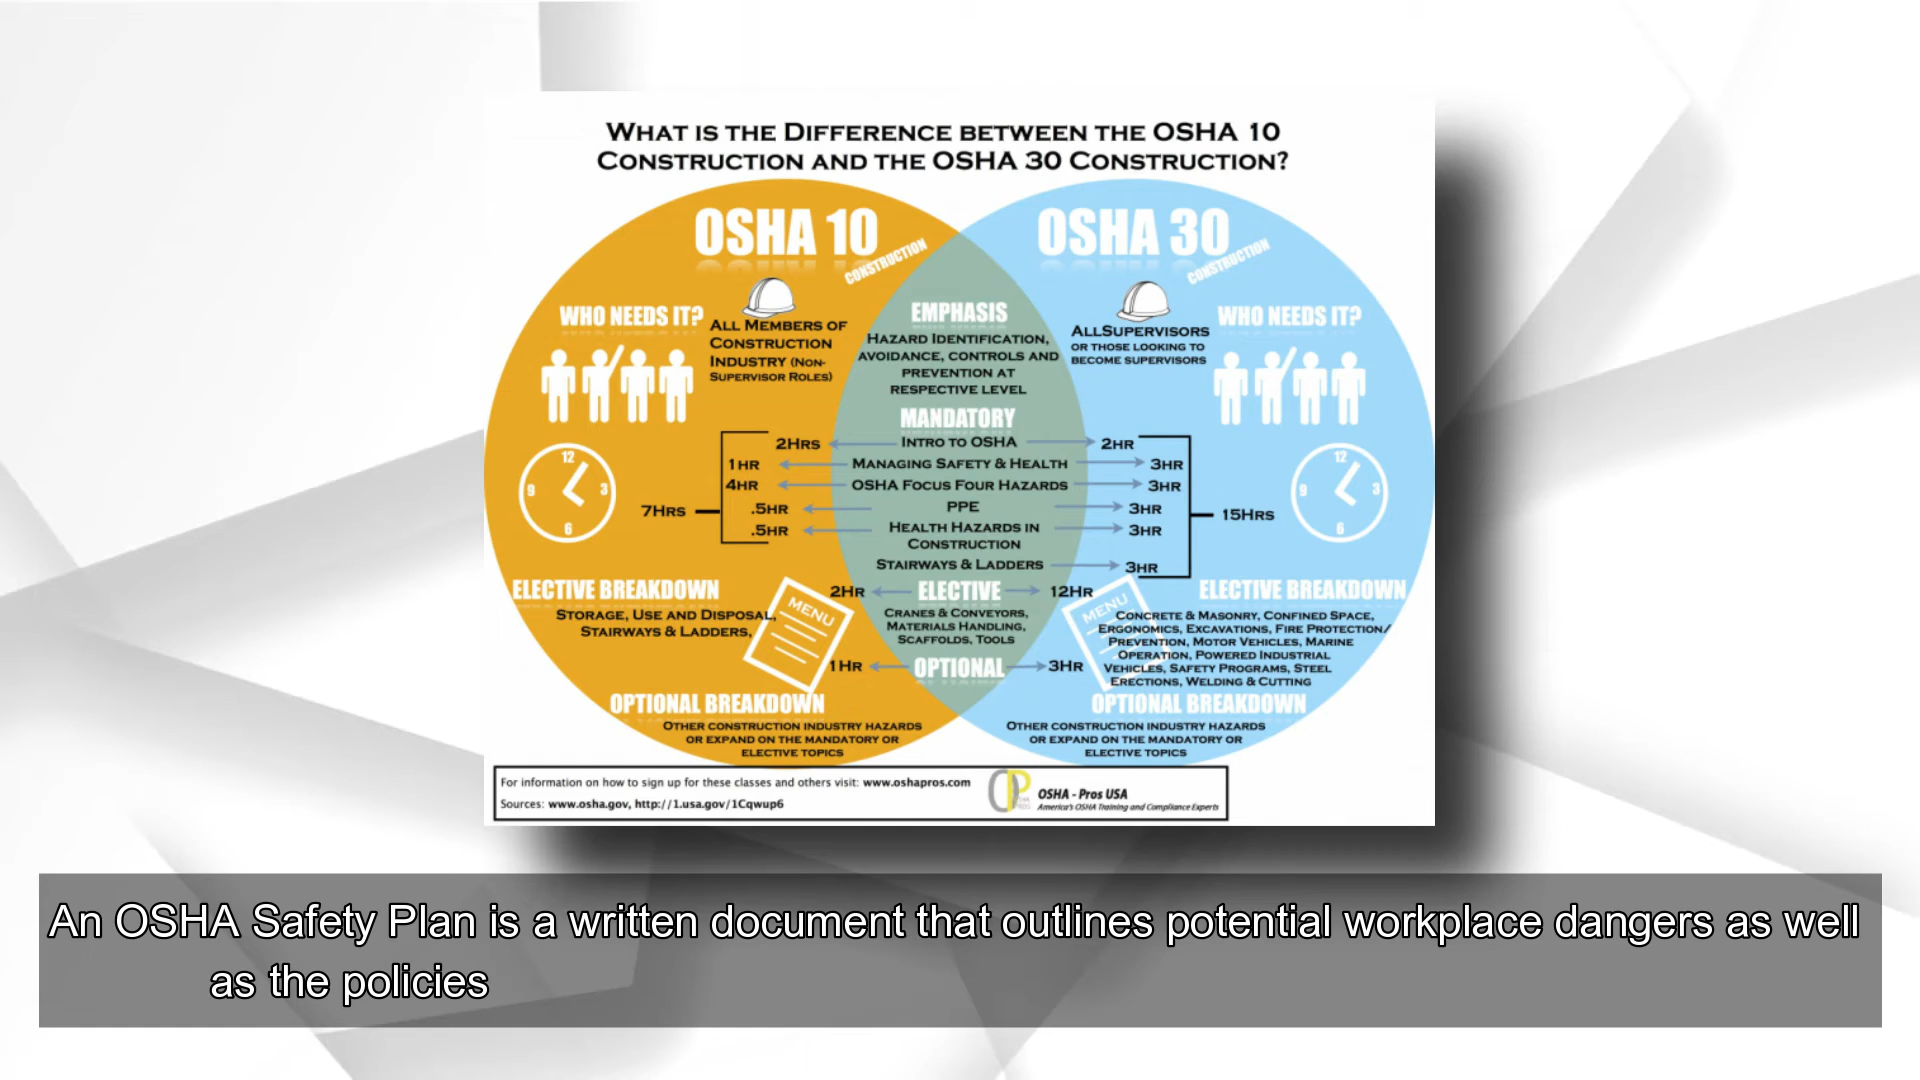 WHAT IS THE DIFFERENCE BETWEEN THE OSHA 10
CONSTRUCTION AND THE OSHA 30 CONSTRUCTION?
OSHA 10
CONSTRUCTION
WHO NEEDS IT?
ALL MEMBERS OF
CONSTRUCTION
INDUSTRY (NON-
SUPERVISOR ROLES)
12
3
6
9
7HRS
2HRS
1HR
4HR
.5HR
.5HR
ELECTIVE BREAKDOWN
STORAGE, USE AND DISPOSAL,
STAIRWAYS & LADDERS,
MENU
2HR
1HR
OPTIONAL BREAKDOWN
OTHER CONSTRUCTION INDUSTRY HAZARDS
OR EXPAND ON THE MANDATORY OR
ELECTIVE TOPICS
EMPHASIS
HAZARD IDENTIFICATION,
AVOIDANCE, CONTROLS AND
PREVENTION AT
RESPECTIVE LEVEL
MANDATORY
INTRO TO OSHA
MANAGING SAFETY & HEALTH
OSHA FOCUS FOUR HAZARDS
PPE
HEALTH HAZARDS IN
CONSTRUCTION
STAIRWAYS & LADDERS
ELECTIVE
CRANES & CONVEYORS,
MATERIALS HANDLING,
SCAFFOLDS, TOOLS
OPTIONAL
OSHA 30
CONSTRUCTION
ALLSUPERVISORS
OR THOSE LOOKING TO
BECOME SUPERVISORS
WHO NEEDS IT?
2HR
3HR
3HR
3HR
3HR
3HR
15HRS
12
3
6
9
12HR
3HR
MENU
ELECTIVE BREAKDOWN
CONCRETE & MASONRY, CONFINED SPACE,
ERGONOMICS, EXCAVATIONS, FIRE PROTECTION/
PREVENTION, MOTOR VEHICLES, MARINE
OPERATION, POWERED INDUSTRIAL
VEHICLES, SAFETY PROGRAMS, STEEL
ERECTIONS, WELDING & CUTTING
OPTIONAL BREAKDOWN
OTHER CONSTRUCTION INDUSTRY HAZARDS
OR EXPAND ON THE MANDATORY OR
ELECTIVE TOPICS
For information on how to sign up for these classes and others visit: www.oshapros.com
Sources: www.osha.gov, http://1.usa.gov/1Cqwup6
OSHA PROS
OSHA - Pros USA
America's OSHA Training and Compliance Experts
An OSHA Safety Plan is a written document that outlines potential workplace dangers as well
as the policies